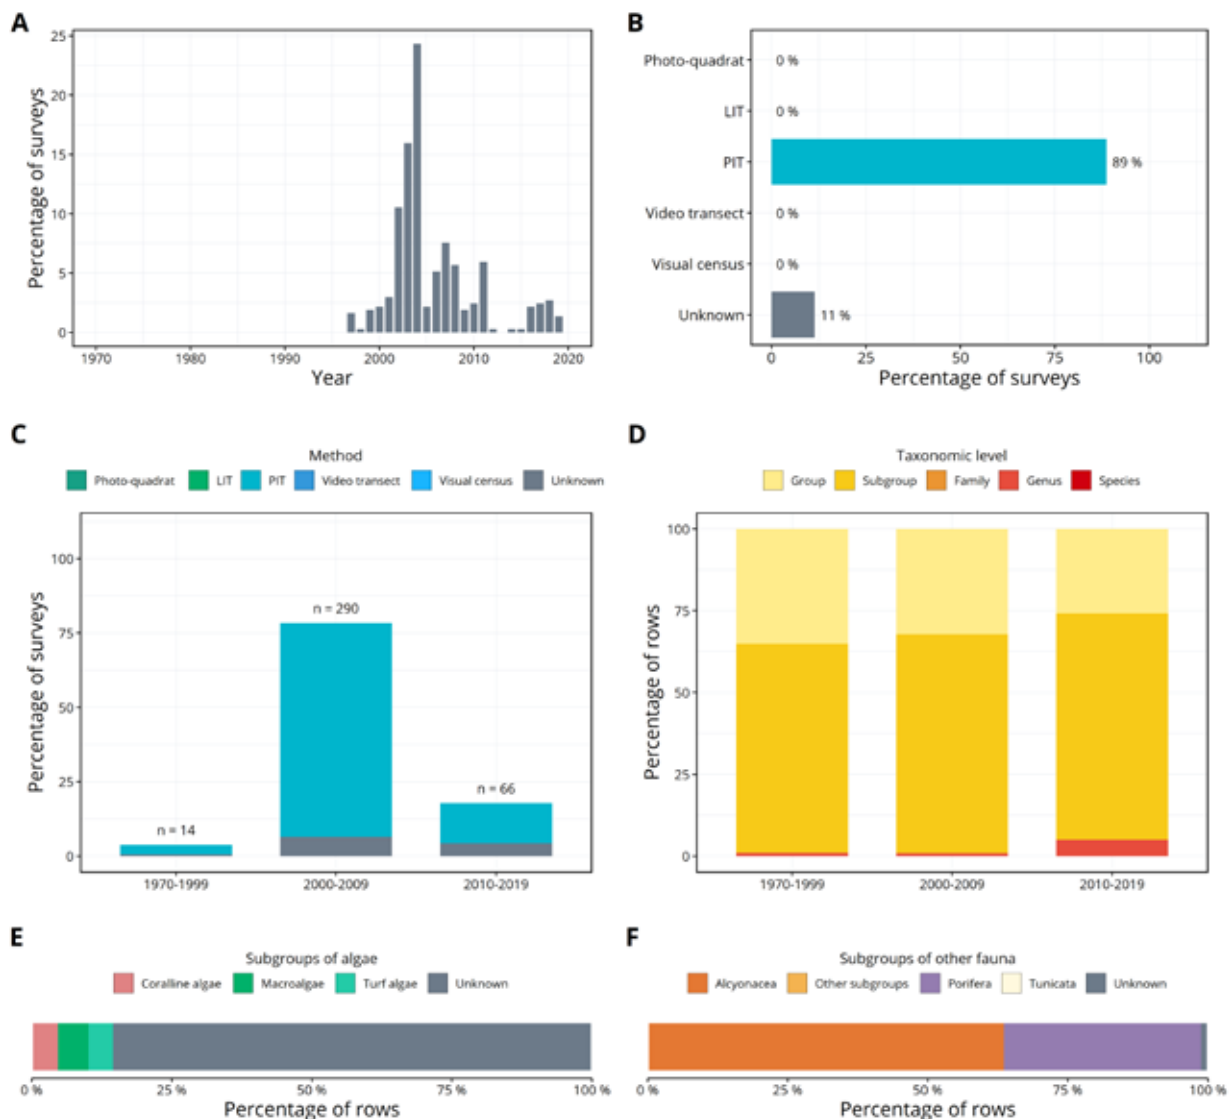 A
25
20
15
10
5
0
Percentage of surveys
1970 1980 1990 2000 2010 2020
Year
B
Photo-quadrat 0 %
LIT 0 %
PIT 89 %
Video transect 0 %
Visual census 0 %
Unknown 11 %
0 25 50 75 100
Percentage of surveys
C
Method
Photo-quadrat LIT PIT Video transect Visual census Unknown
100
75
50
25
0
Percentage of surveys
n = 14
n = 290
n = 66
1970-1999 2000-2009 2010-2019
D
Taxonomic level
Group Subgroup Family Genus Species
100
75
50
25
0
Percentage of rows
1970-1999 2000-2009 2010-2019
E
Subgroups of algae
Coralline algae Macroalgae Turf algae Unknown
0 % 25 % 50 % 75 % 100 %
Percentage of rows
F
Subgroups of other fauna
Alcyonacea Other subgroups Porifera Tunicata Unknown
0 % 25 % 50 % 75 % 100 %
Percentage of rows